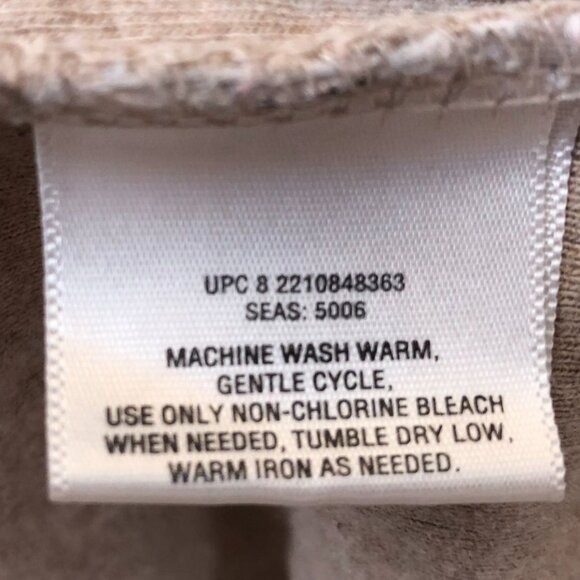 UPC 8 2210848363
SEAS: 5006
MACHINE WASH WARM,
GENTLE CYCLE,
USE ONLY NON-CHLORINE BLEACH
WHEN NEEDED, TUMBLE DRY LOW,
WARM IRON AS NEEDED.